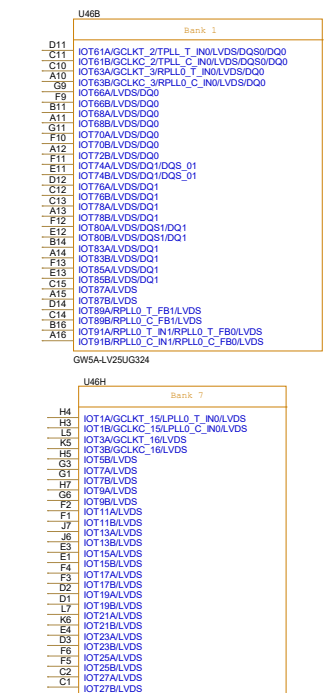 U46B
Bank 1
D11 IOT61A/GCLKT_2/TPLL_T_IN0/LVDS/DQS0/DQ0
C11 IOT61B/GCLKC_2/TPLL_C_IN0/LVDS/DQS0/DQ0
C10 IOT63A/GCLKT_3/RPLL0_T_IN0/LVDS/DQ0
A10 IOT63B/GCLKC_3/RPLL0_C_IN0/LVDS/DQ0
G9 IOT66A/LVDS/DQ0
F9 IOT66B/LVDS/DQ0
B11 IOT68A/LVDS/DQ0
A11 IOT68B/LVDS/DQ0
G11 IOT70A/LVDS/DQ0
F10 IOT70B/LVDS/DQ0
A12 IOT72B/LVDS/DQ0
F11 IOT74A/LVDS/DQ1/DQS_01
E11 IOT74B/LVDS/DQ1/DQS_01
D12 IOT76A/LVDS/DQ1
C12 IOT76B/LVDS/DQ1
C13 IOT78A/LVDS/DQ1
A13 IOT78B/LVDS/DQ1
F12 IOT80A/LVDS/DQS1/DQ1
E12 IOT80B/LVDS/DQS1/DQ1
B14 IOT83A/LVDS/DQ1
A14 IOT83B/LVDS/DQ1
F13 IOT85A/LVDS/DQ1
E13 IOT85B/LVDS/DQ1
C15 IOT87A/LVDS
A15 IOT87B/LVDS
D14 IOT89A/RPLL0_T_FB1/LVDS
C14 IOT89B/RPLL0_C_FB1/LVDS
B16 IOT91A/RPLL0_T_IN1/RPLL0_T_FB0/LVDS
A16 IOT91B/RPLL0_C_IN1/RPLL0_C_FB0/LVDS
GW5A-LV25UG324
U46H
Bank 7
H4 IOT1A/GCLKT_15/LPLL0_T_IN0/LVDS
H3 IOT1B/GCLKC_15/LPLL0_C_IN0/LVDS
L5 IOT3A/GCLKT_16/LVDS
K5 IOT3B/GCLKC_16/LVDS
H5 IOT5B/LVDS
G3 IOT7A/LVDS
G1 IOT7B/LVDS
H7 IOT9A/LVDS
G6 IOT9B/LVDS
F2 IOT11A/LVDS
F1 IOT11B/LVDS
J7 IOT13A/LVDS
J6 IOT13B/LVDS
E3 IOT15A/LVDS
E1 IOT15B/LVDS
F4 IOT17A/LVDS
F3 IOT17B/LVDS
D2 IOT19A/LVDS
D1 IOT19B/LVDS
L7 IOT21A/LVDS
K6 IOT21B/LVDS
E4 IOT23A/LVDS
D3 IOT23B/LVDS
F6 IOT25A/LVDS
F5 IOT25B/LVDS
C2 IOT27A/LVDS
C1 IOT27B/LVDS